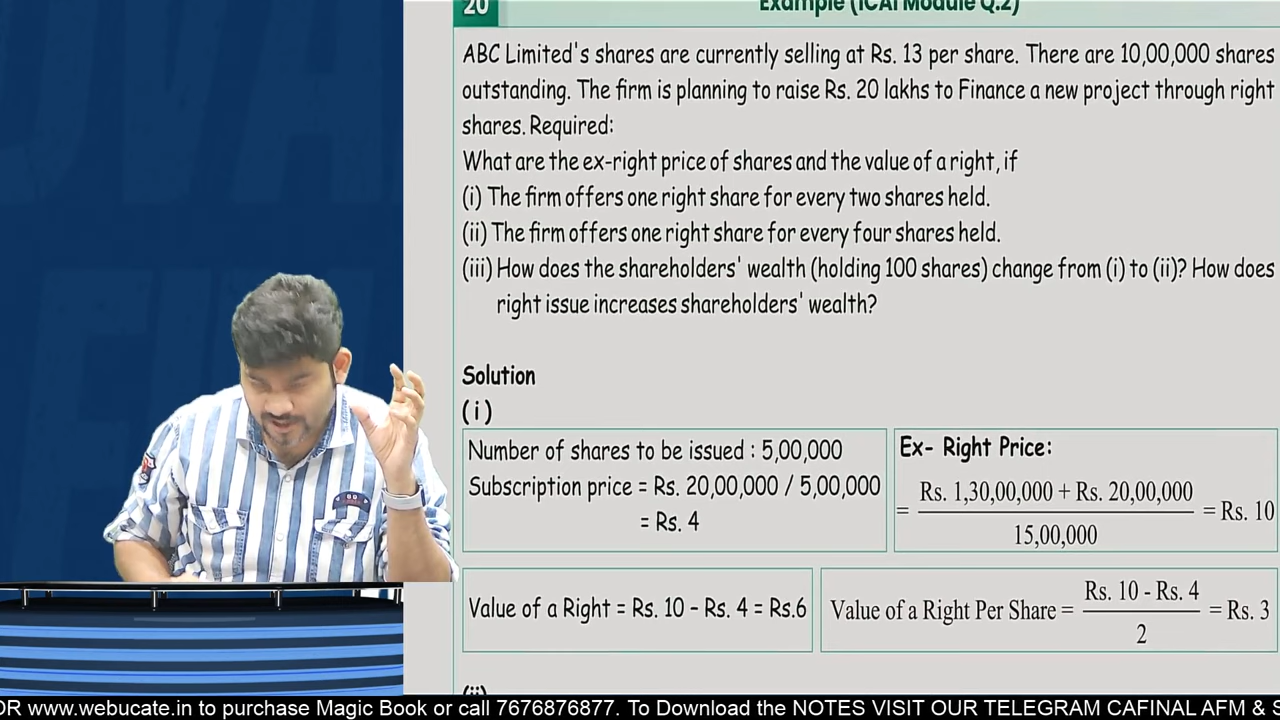 20
Example (ICAI Module Q.2)
ABC Limited's shares are currently selling at Rs. 13 per share. There are 10,00,000 shares
outstanding. The firm is planning to raise Rs. 20 lakhs to Finance a new project through right
shares. Required:
What are the ex-right price of shares and the value of a right, if
(i) The firm offers one right share for every two shares held.
(ii) The firm offers one right share for every four shares held.
(iii) How does the shareholders' wealth (holding 100 shares) change from (i) to (ii)? How does
right issue increases shareholders' wealth?
Solution
(i)
Number of shares to be issued : 5,00,000
Subscription price = Rs. 20,00,000 / 5,00,000
= Rs. 4
Ex- Right Price:
= Rs. 1,30,00,000 + Rs. 20,00,000
15,00,000
= Rs. 10
Value of a Right = Rs. 10 - Rs. 4 = Rs.6
Value of a Right Per Share = Rs. 10 - Rs. 4
2
= Rs. 3
(ii)
OR www.webucate.in to purchase Magic Book or call 7676876877. To Download the NOTES VISIT OUR TELEGRAM CAFINAL AFM & S